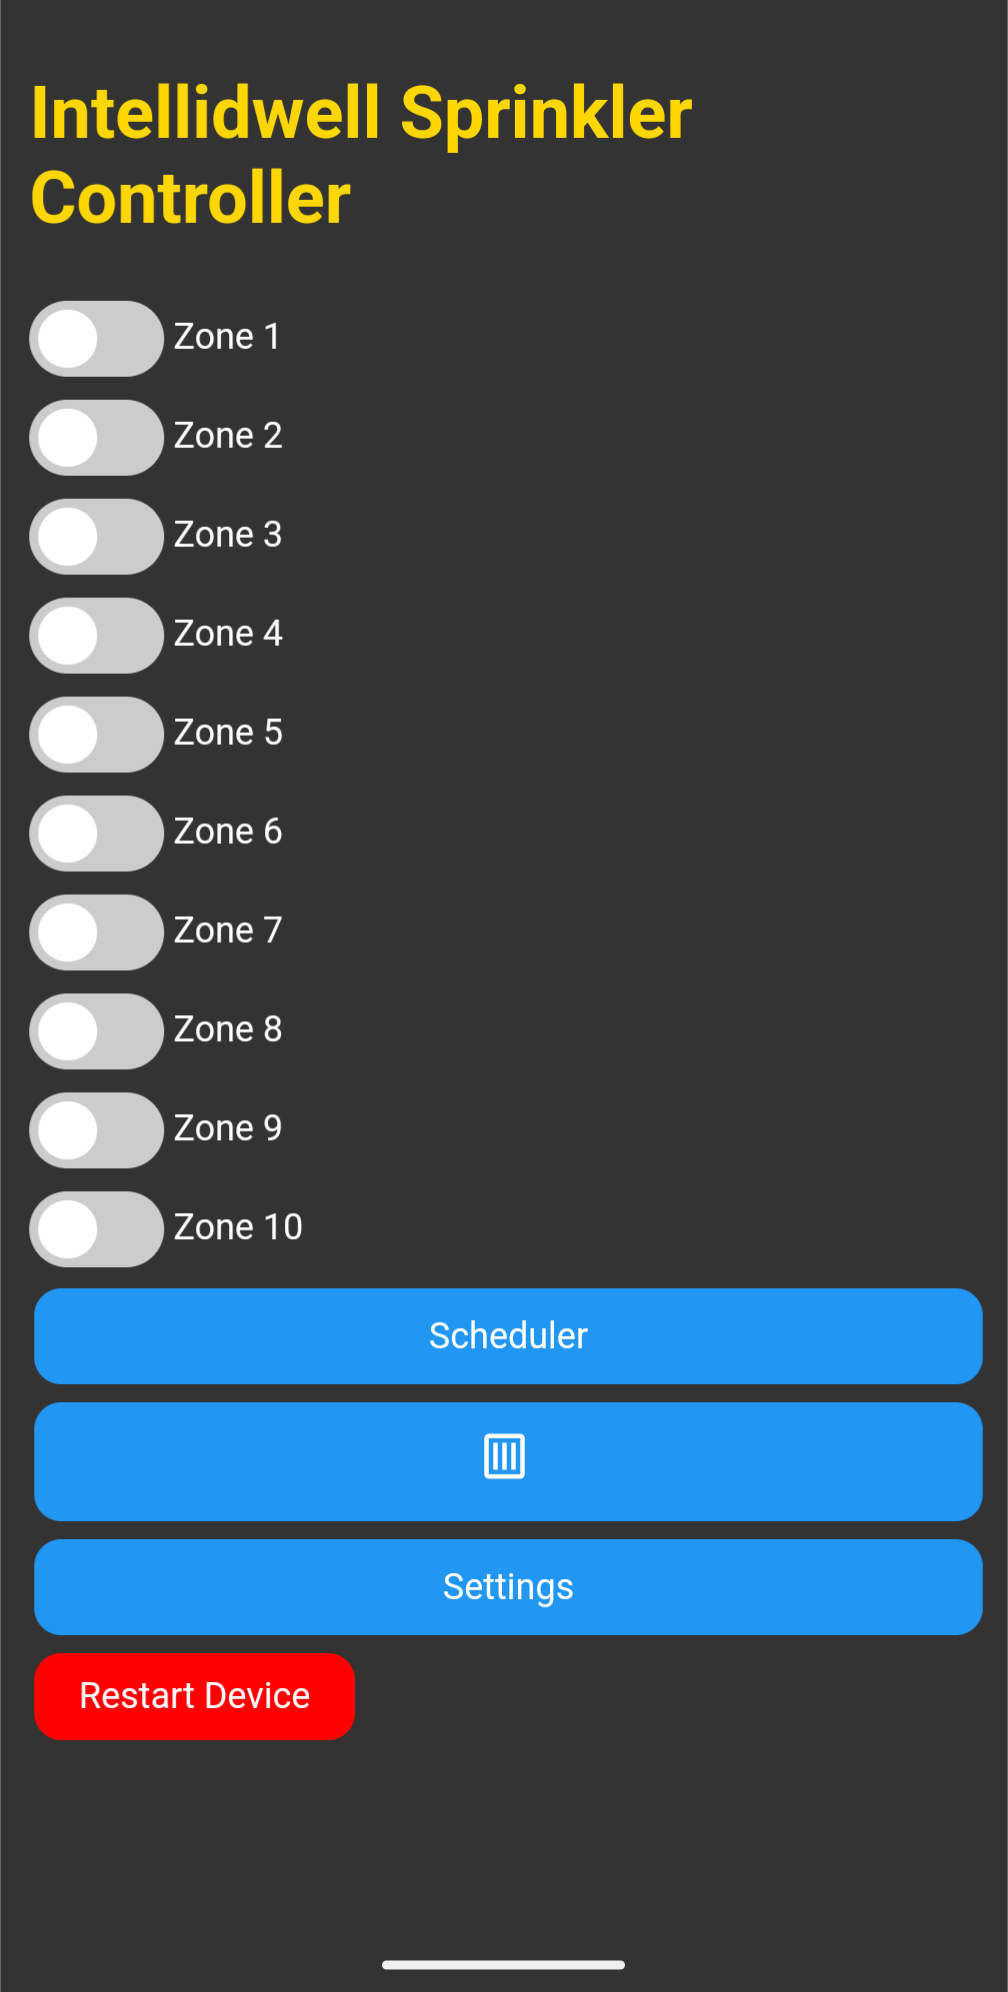 Intellidwell Sprinkler
Controller
Zone 1
Zone 2
Zone 3
Zone 4
Zone 5
Zone 6
Zone 7
Zone 8
Zone 9
Zone 10
Scheduler
Settings
Restart Device